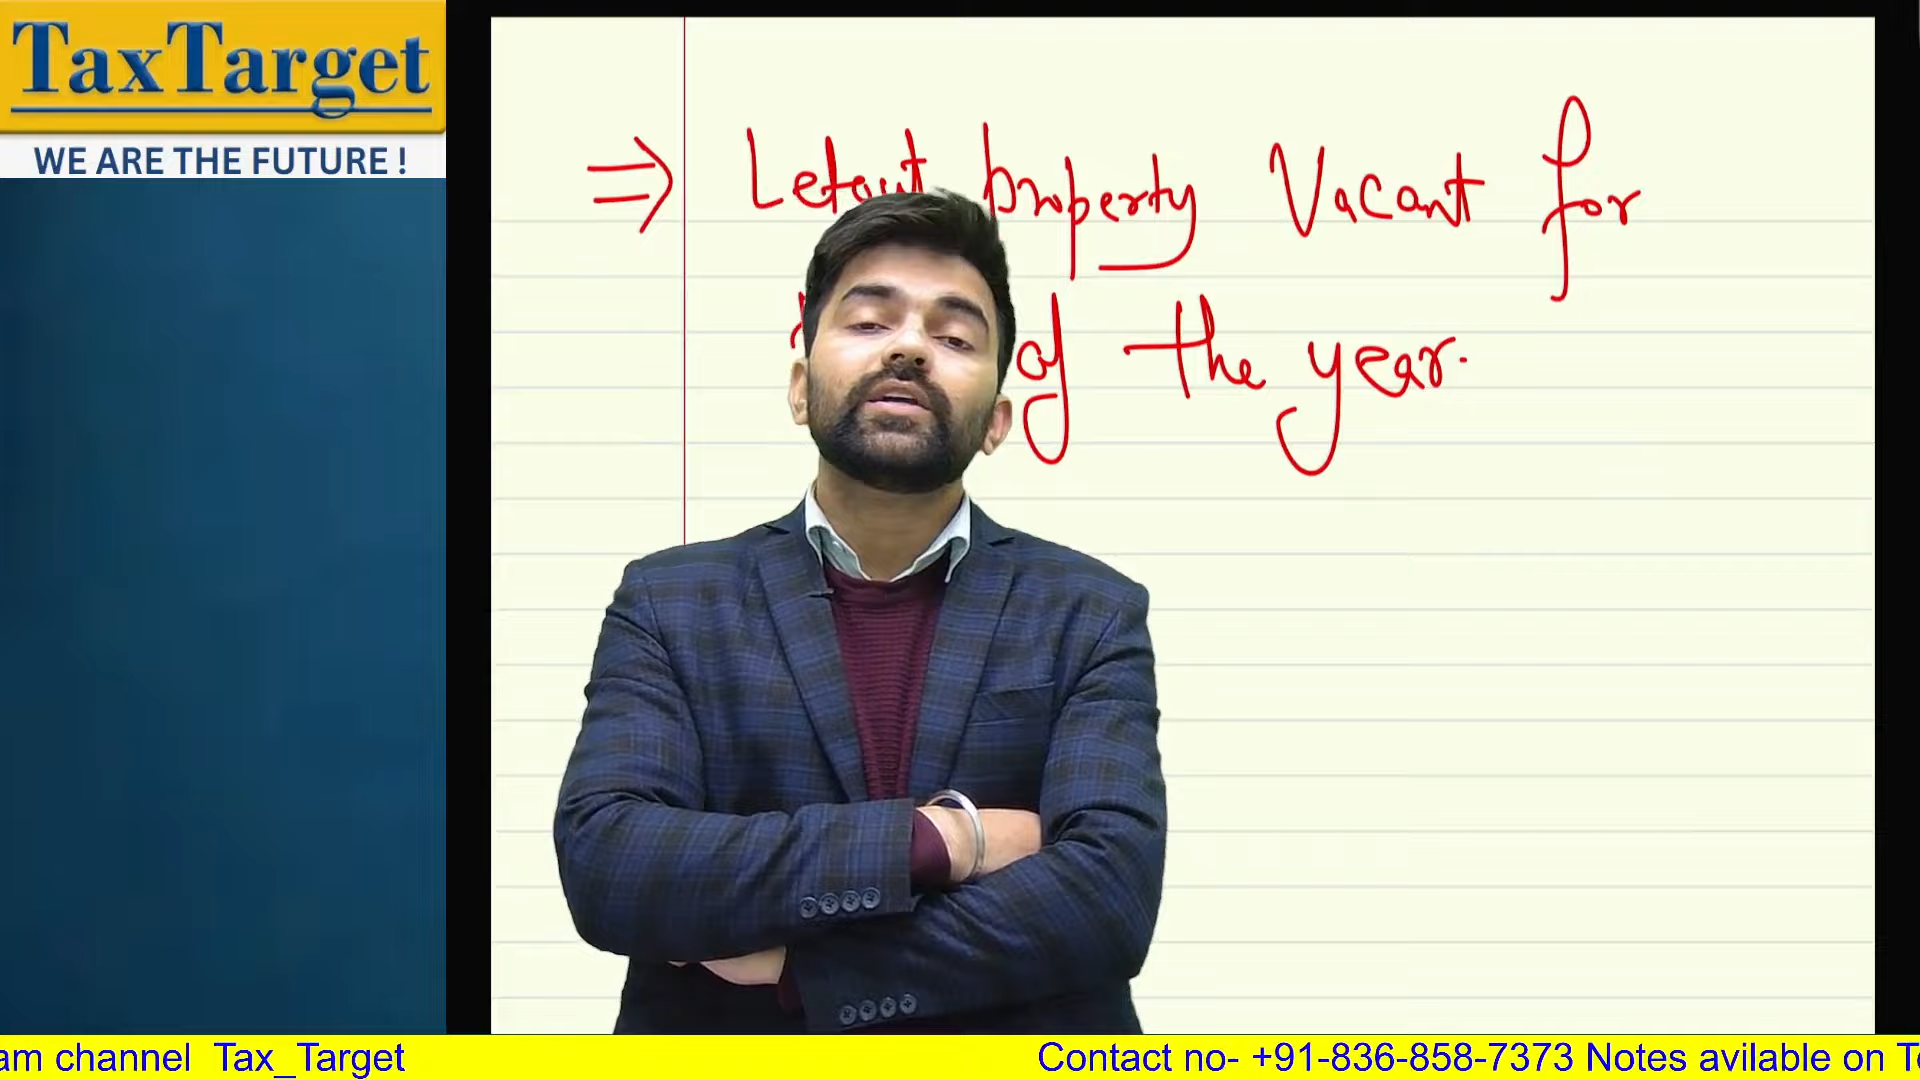 TaxTarget
WE ARE THE FUTURE !
⇒ Letout property Vacant for
of the year.
am channel Tax_Target
Contact no- +91-836-858-7373 Notes avilable on Te